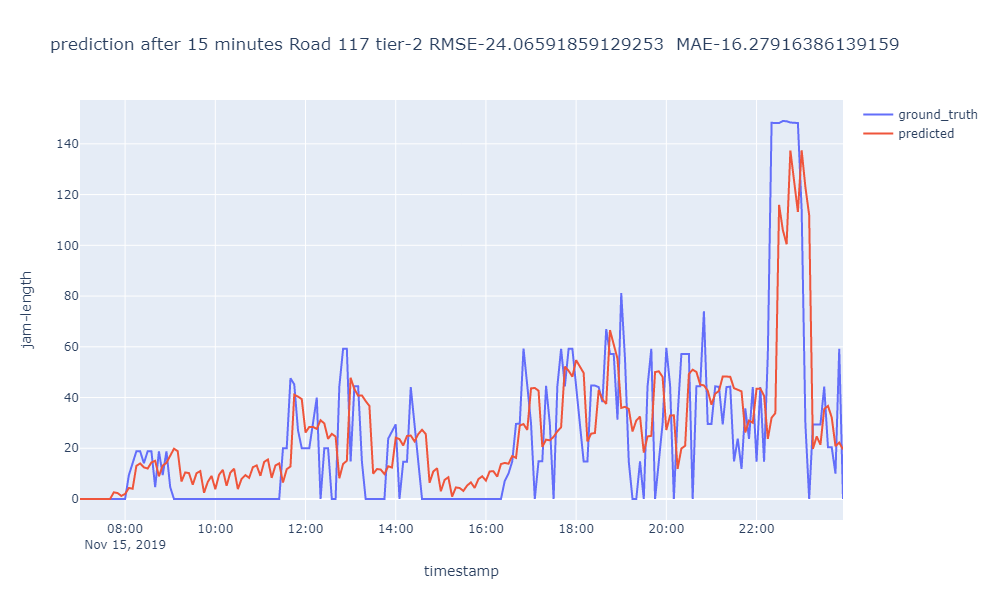 prediction after 15 minutes Road 117 tier-2 RMSE-24.06591859129253  MAE-16.27916386139159
ground_truth
predicted
140
120
100
80
60
40
20
0
jam-length
08:00
10:00
12:00
14:00
16:00
18:00
20:00
22:00
Nov 15, 2019
timestamp